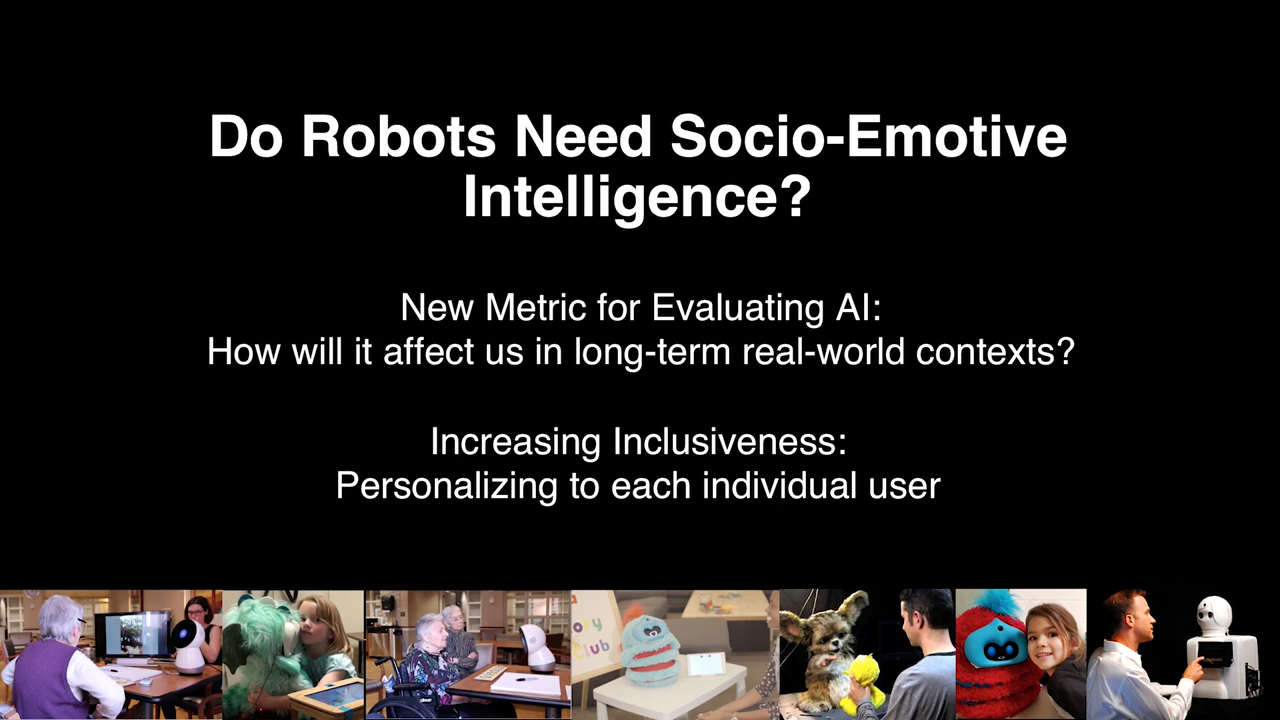 Do Robots Need Socio-Emotive
Intelligence?
New Metric for Evaluating AI:
How will it affect us in long-term real-world contexts?
Increasing Inclusiveness:
Personalizing to each individual user
o y
Club